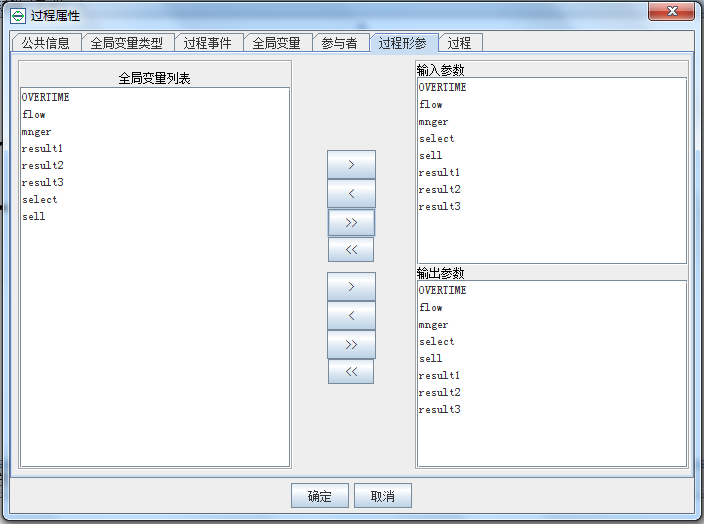 过程属性
公共信息 全局变量类型 过程事件 全局变量 参与者 过程形参 过程
全局变量列表
OVERTIME
flow
mnger
result1
result2
result3
select
sell
>
<
>>
<<
>
<
>>
<<
输入参数
OVERTIME
flow
mnger
select
sell
result1
result2
result3
输出参数
OVERTIME
flow
mnger
select
sell
result1
result2
result3
确定 取消